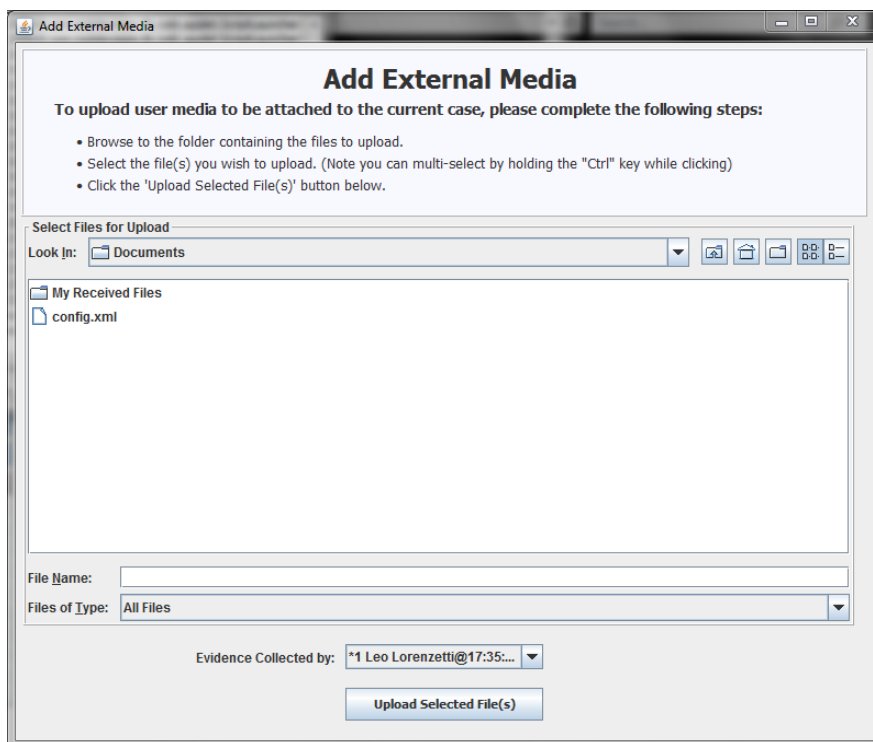 Add External Media
Add External Media
To upload user media to be attached to the current case, please complete the following steps:
• Browse to the folder containing the files to upload.
• Select the file(s) you wish to upload. (Note you can multi-select by holding the "Ctrl" key while clicking)
• Click the 'Upload Selected File(s)' button below.
Select Files for Upload
Look In: Documents
My Received Files
config.xml
File Name:
Files of Type: All Files
Evidence Collected by: *1 Leo Lorenzetti@17:35:...
Upload Selected File(s)